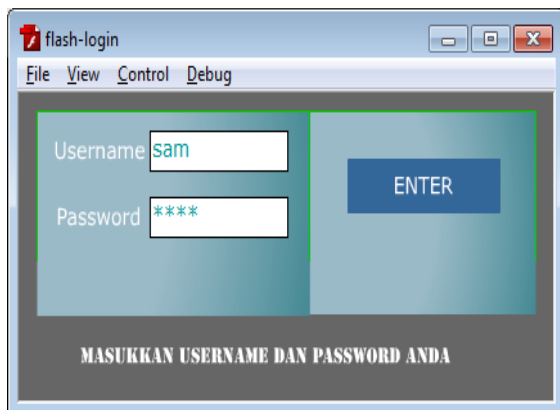 flash-login
File View Control Debug
Username sam
ENTER
Password ****
MASUKKAN USERNAME DAN PASSWORD ANDA